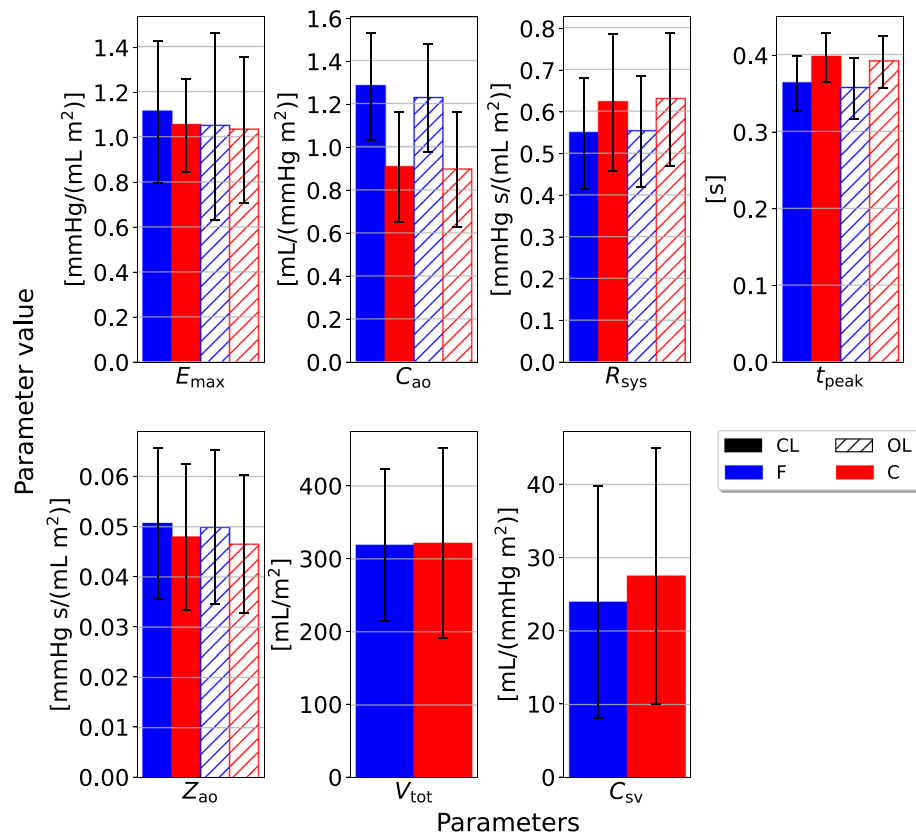 Parameter value
[mmHg/(mL m²)]
1.4
1.2
1.0
0.8
0.6
0.4
0.2
0.0
E_max
[mL/(mmHg m²)]
1.6
1.4
1.2
1.0
0.8
0.6
0.4
0.2
0.0
C_ao
[mmHg s/(mL m²)]
0.8
0.7
0.6
0.5
0.4
0.3
0.2
0.1
0.0
R_sys
[s]
0.4
0.3
0.2
0.1
0.0
t_peak
[mmHg s/(mL m²)]
0.06
0.05
0.04
0.03
0.02
0.01
0.00
Z_ao
[mL/m²]
400
300
200
100
0
V_tot
[mL/(mmHg m²)]
40
30
20
10
0
C_sv
CL OL
F C
Parameters